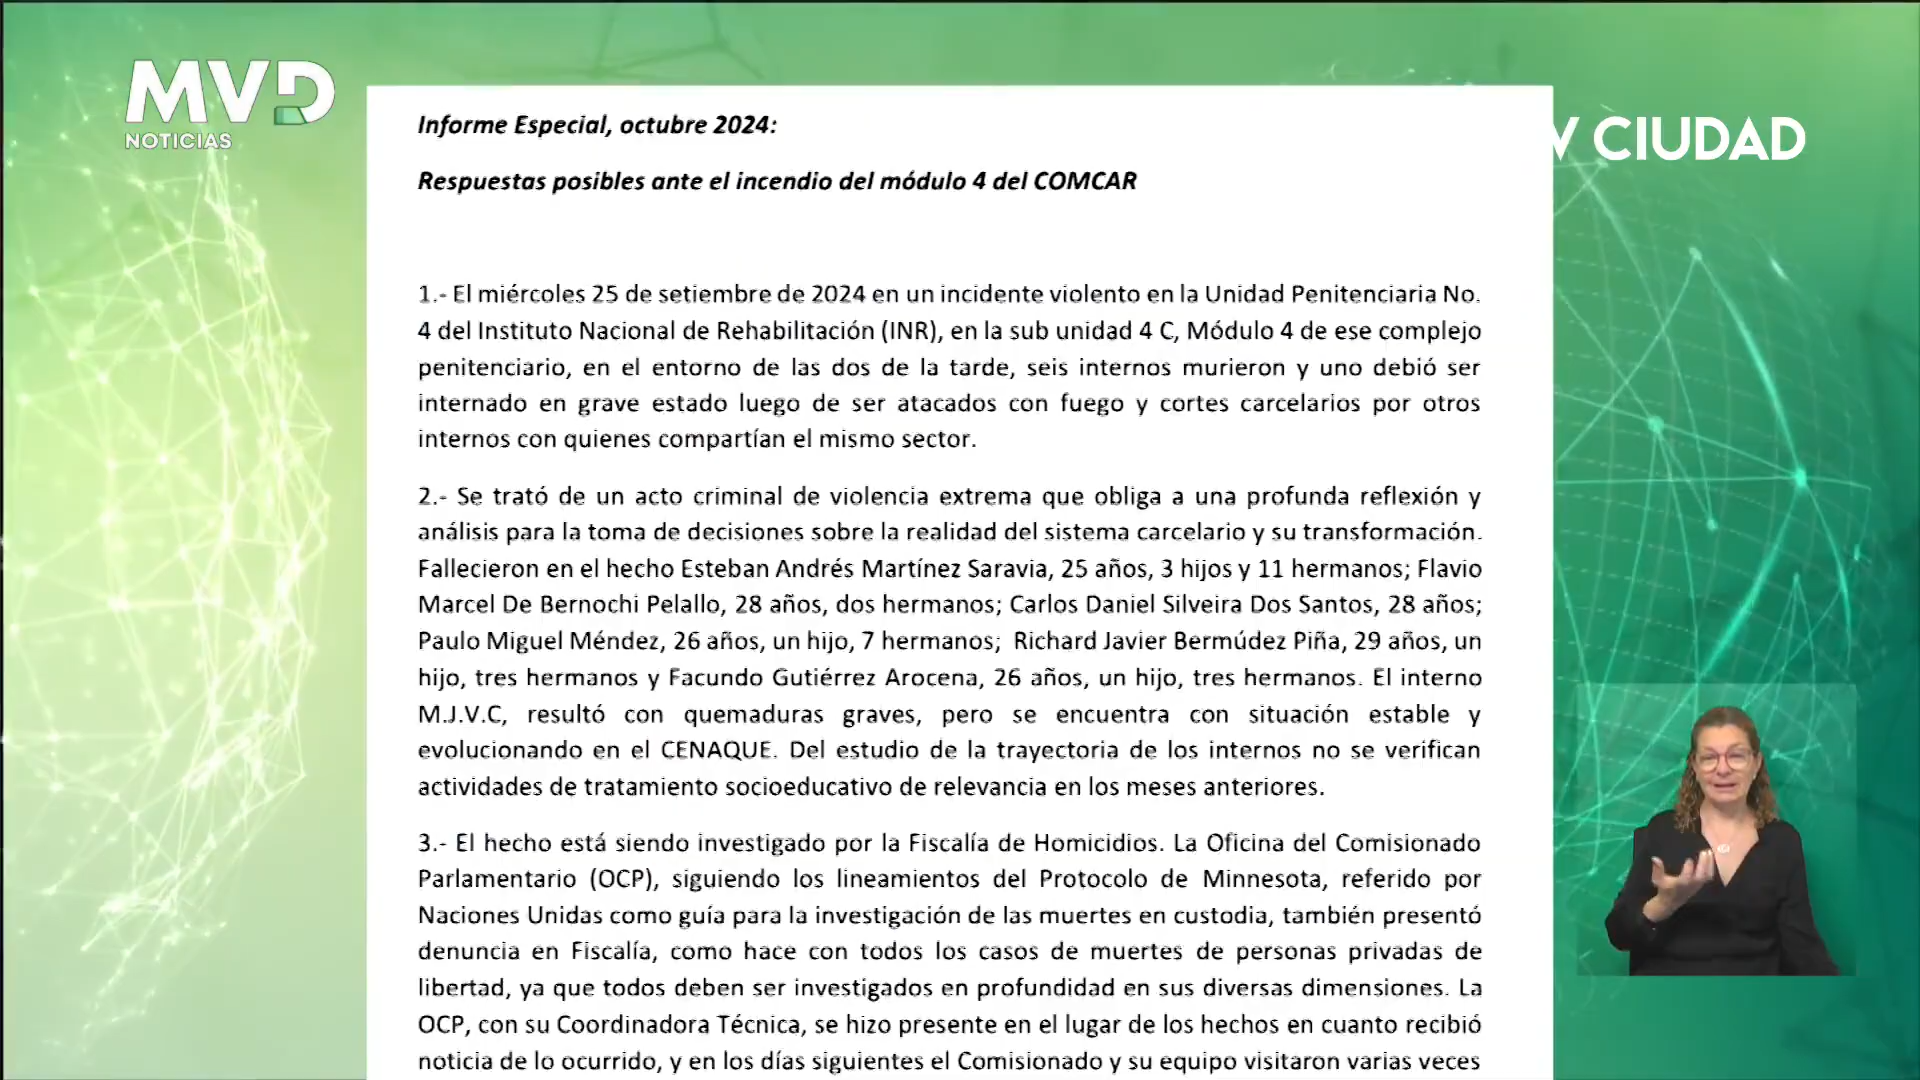 MVD
NOTICIAS
V CIUDAD
Informe Especial, octubre 2024:
Respuestas posibles ante el incendio del módulo 4 del COMCAR
1.- El miércoles 25 de setiembre de 2024 en un incidente violento en la Unidad Penitenciaria No.
4 del Instituto Nacional de Rehabilitación (INR), en la sub unidad 4 C, Módulo 4 de ese complejo
penitenciario, en el entorno de las dos de la tarde, seis internos murieron y uno debió ser
internado en grave estado luego de ser atacados con fuego y cortes carcelarios por otros
internos con quienes compartían el mismo sector.
2.- Se trató de un acto criminal de violencia extrema que obliga a una profunda reflexión y
análisis para la toma de decisiones sobre la realidad del sistema carcelario y su transformación.
Fallecieron en el hecho Esteban Andrés Martínez Saravia, 25 años, 3 hijos y 11 hermanos; Flavio
Marcel De Bernochi Pelallo, 28 años, dos hermanos; Carlos Daniel Silveira Dos Santos, 28 años;
Paulo Miguel Méndez, 26 años, un hijo, 7 hermanos; Richard Javier Bermúdez Piña, 29 años, un
hijo, tres hermanos y Facundo Gutiérrez Arocena, 26 años, un hijo, tres hermanos. El interno
M.J.V.C, resultó con quemaduras graves, pero se encuentra con situación estable y
evolucionando en el CENAQUE. Del estudio de la trayectoria de los internos no se verifican
actividades de tratamiento socioeducativo de relevancia en los meses anteriores.
3.- El hecho está siendo investigado por la Fiscalía de Homicidios. La Oficina del Comisionado
Parlamentario (OCP), siguiendo los lineamientos del Protocolo de Minnesota, referido por
Naciones Unidas como guía para la investigación de las muertes en custodia, también presentó
denuncia en Fiscalía, como hace con todos los casos de muertes de personas privadas de
libertad, ya que todos deben ser investigados en profundidad en sus diversas dimensiones. La
OCP, con su Coordinadora Técnica, se hizo presente en el lugar de los hechos en cuanto recibió
noticia de lo ocurrido, y en los días siguientes el Comisionado y su equipo visitaron varias veces